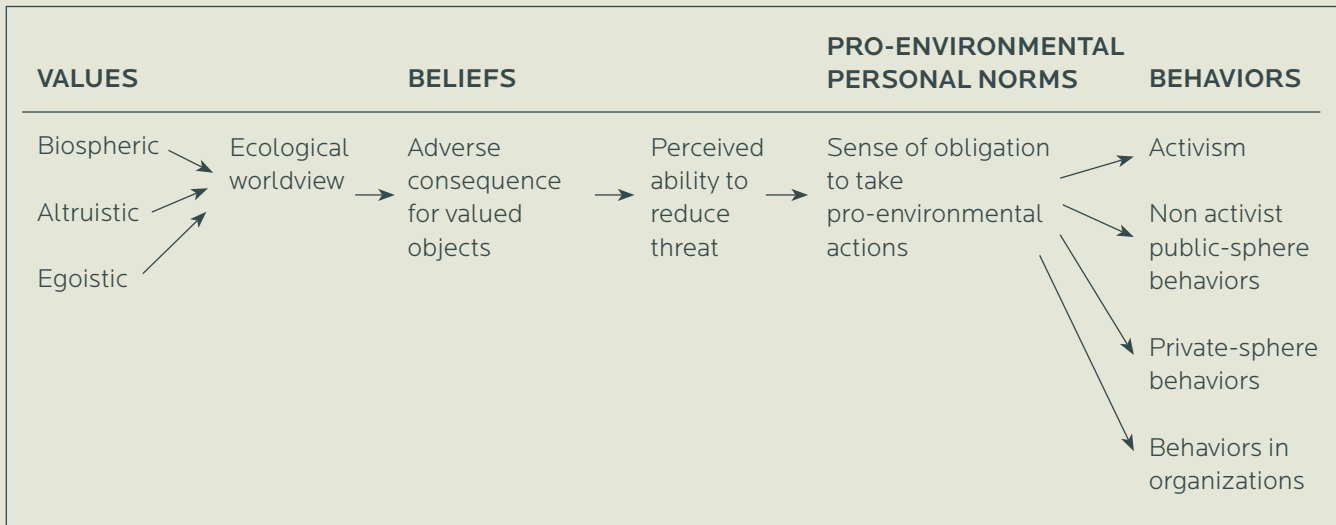 VALUES
BELIEFS
PRO-ENVIRONMENTAL
PERSONAL NORMS
BEHAVIORS
Biospheric
Altruistic
Egoistic
Ecological
worldview
Adverse
consequence
for valued
objects
Perceived
ability to
reduce
threat
Sense of obligation
to take
pro-environmental
actions
Activism
Non activist
public-sphere
behaviors
Private-sphere
behaviors
Behaviors in
organizations